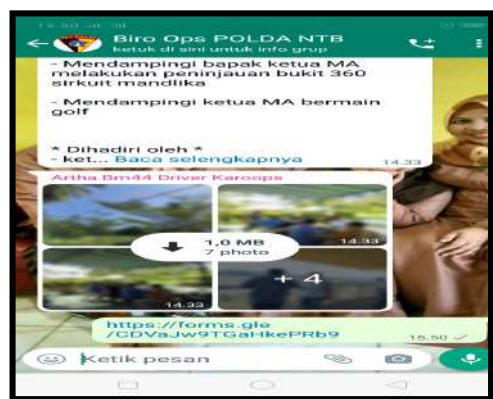 Biro Ops POLDA NTB
ketuk di sini untuk info grup
- Mendampingi bapak ketua MA
melakukan peninjauan bukit 360
sirkuit mandlika
- Mendampingi ketua MA bermain
golf
* Dihadiri oleh *
- ket... Baca selengkapnya
14.33
Artha Brn44 Driver Karoops
1,0 MB
7 photo
14.33
14.33
+ 4
https://forms.gle
/CDVaJw9TGaHkePRb9
15.50
Ketik pesan